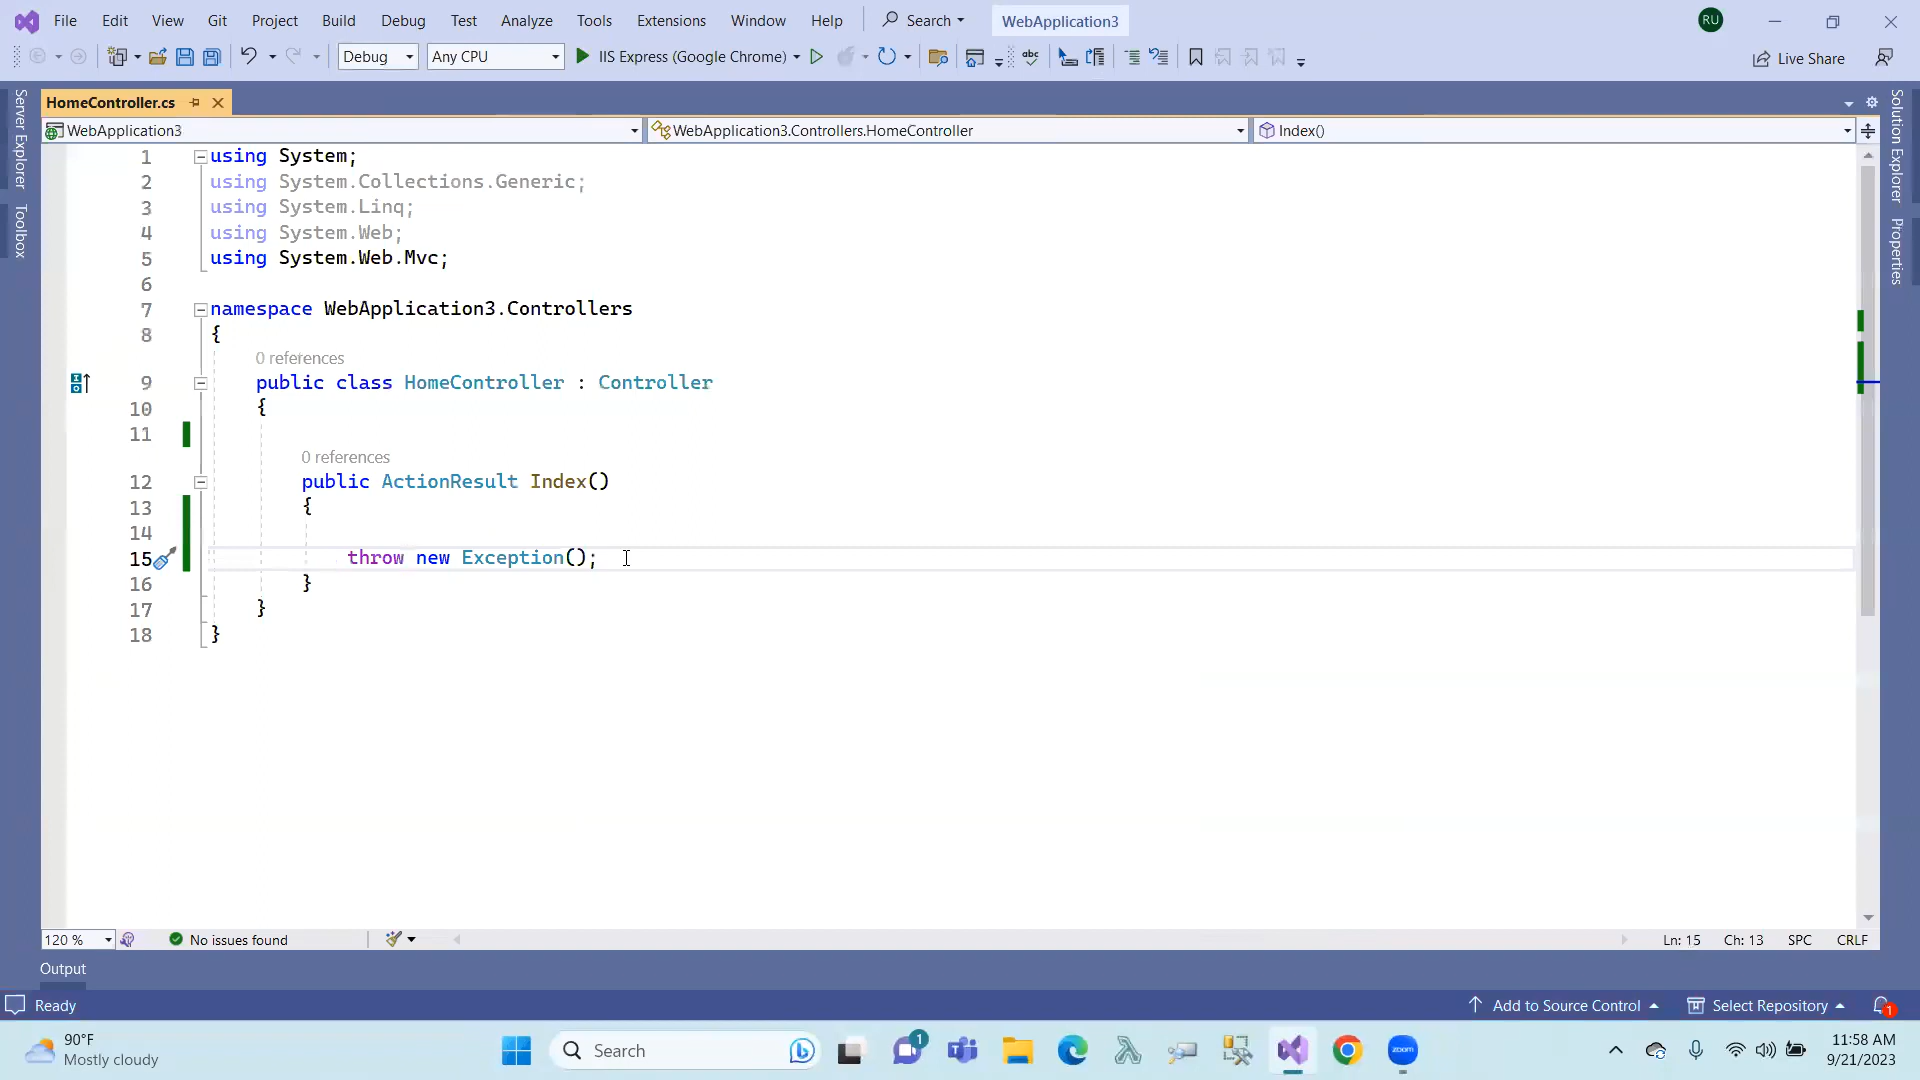 File Edit View Git Project Build Debug Test Analyze Tools Extensions Window Help Search WebApplication3 RU
Debug Any CPU IIS Express (Google Chrome) Live Share
HomeController.cs
WebApplication3 WebApplication3.Controllers.HomeController Index()
Server Explorer
Toolbox
Solution Explorer
Properties
1 using System;
2 using System.Collections.Generic;
3 using System.Linq;
4 using System.Web;
5 using System.Web.Mvc;
6
7 namespace WebApplication3.Controllers
8 {
0 references
9 public class HomeController : Controller
10 {
11
0 references
12 public ActionResult Index()
13 {
14
15 throw new Exception();
16 }
17 }
18 }
120 % No issues found Ln: 15 Ch: 13 SPC CRLF
Output
Ready Add to Source Control Select Repository 1
90°F
Mostly cloudy
Search
1
zoom
11:58 AM
9/21/2023